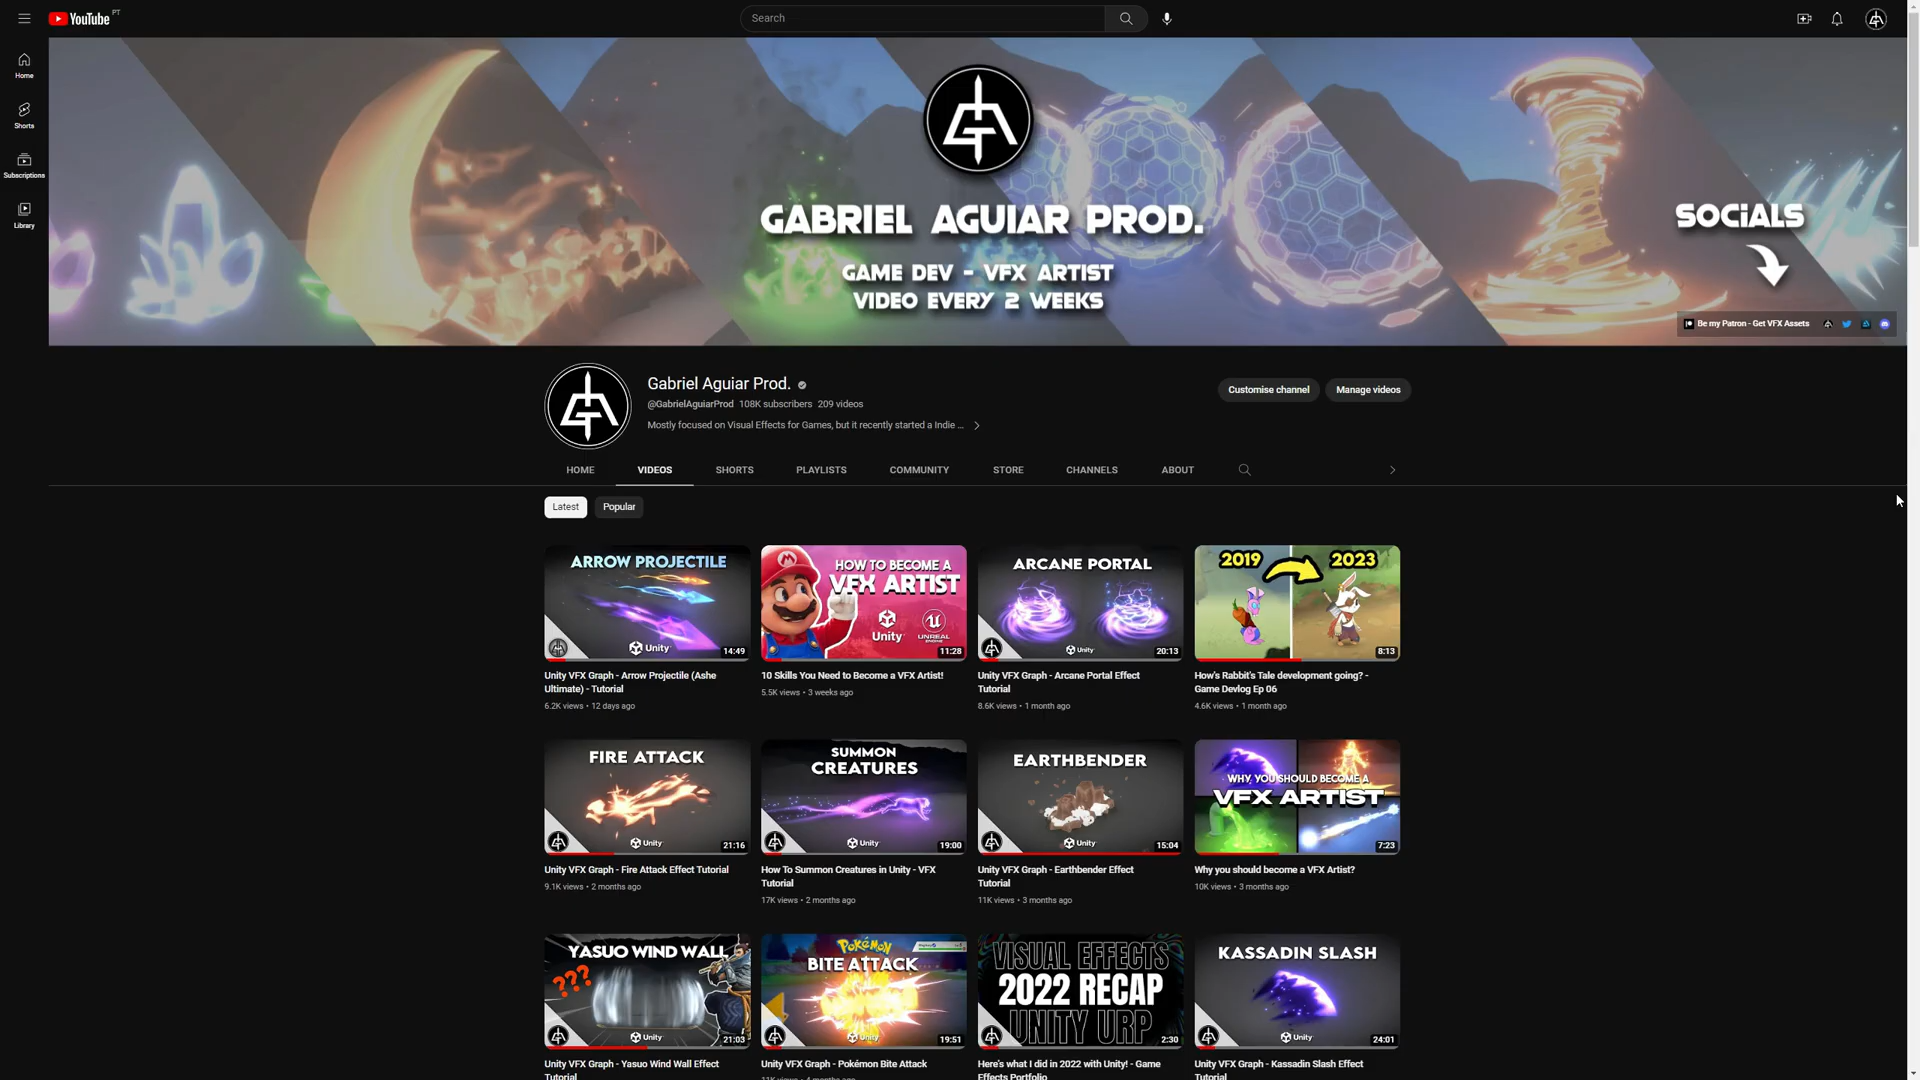 YouTube PT
Search
Home
Shorts
Subscriptions
Library
GABRIEL AGUIAR PROD.
GAME DEV - VFX ARTIST
VIDEO EVERY 2 WEEKS
SOCIALS
Be my Patron - Get VFX Assets
Gabriel Aguiar Prod.
@GabrielAguiarProd 108K subscribers 209 videos
Mostly focused on Visual Effects for Games, but it recently started a Indie ...
Customise channel
Manage videos
HOME
VIDEOS
SHORTS
PLAYLISTS
COMMUNITY
STORE
CHANNELS
ABOUT
Latest
Popular
ARROW PROJECTILE
Unity
14:49
Unity VFX Graph - Arrow Projectile (Ashe
Ultimate) - Tutorial
6.2K views • 12 days ago
HOW TO BECOME A
VFX ARTIST
Unity
UNREAL
ENGINE
11:28
10 Skills You Need to Become a VFX Artist!
5.5K views • 3 weeks ago
ARCANE PORTAL
Unity
20:13
Unity VFX Graph - Arcane Portal Effect
Tutorial
8.6K views • 1 month ago
2019
2023
8:13
How's Rabbit's Tale development going? -
Game Devlog Ep 06
4.6K views • 1 month ago
FIRE ATTACK
Unity
21:16
Unity VFX Graph - Fire Attack Effect Tutorial
9.1K views • 2 months ago
SUMMON
CREATURES
Unity
19:00
How To Summon Creatures in Unity - VFX
Tutorial
17K views • 2 months ago
EARTHBENDER
Unity
15:04
Unity VFX Graph - Earthbender Effect
Tutorial
11K views • 3 months ago
WHY YOU SHOULD BECOME A
VFX ARTIST
7:23
Why you should become a VFX Artist?
10K views • 3 months ago
YASUO WIND WALL
???
Unity
21:03
Unity VFX Graph - Yasuo Wind Wall Effect
Tutorial
POKéMON
BITE ATTACK
Unity
19:51
Unity VFX Graph - Pokémon Bite Attack
11K views • 4 months ago
VISUAL EFFECTS
2022 RECAP
UNITY URP
2:30
Here's what I did in 2022 with Unity! - Game
Effects Portfolio
KASSADIN SLASH
Unity
24:01
Unity VFX Graph - Kassadin Slash Effect
Tutorial